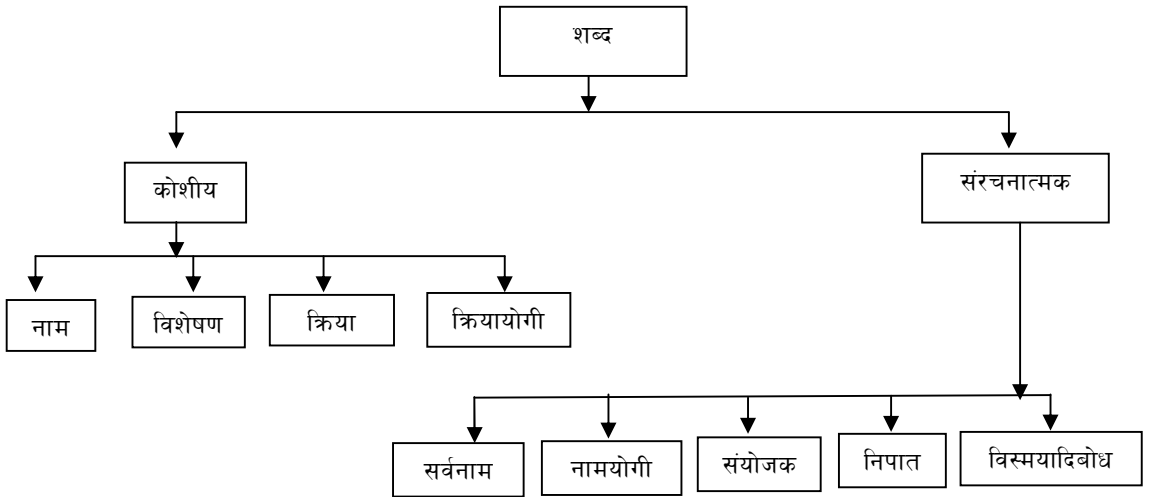 शब्द
कोशीय
संरचनात्मक
नाम
विशेषण
क्रिया
क्रियायोगी
सर्वनाम
नामयोगी
संयोजक
निपात
विस्मयादिबोध